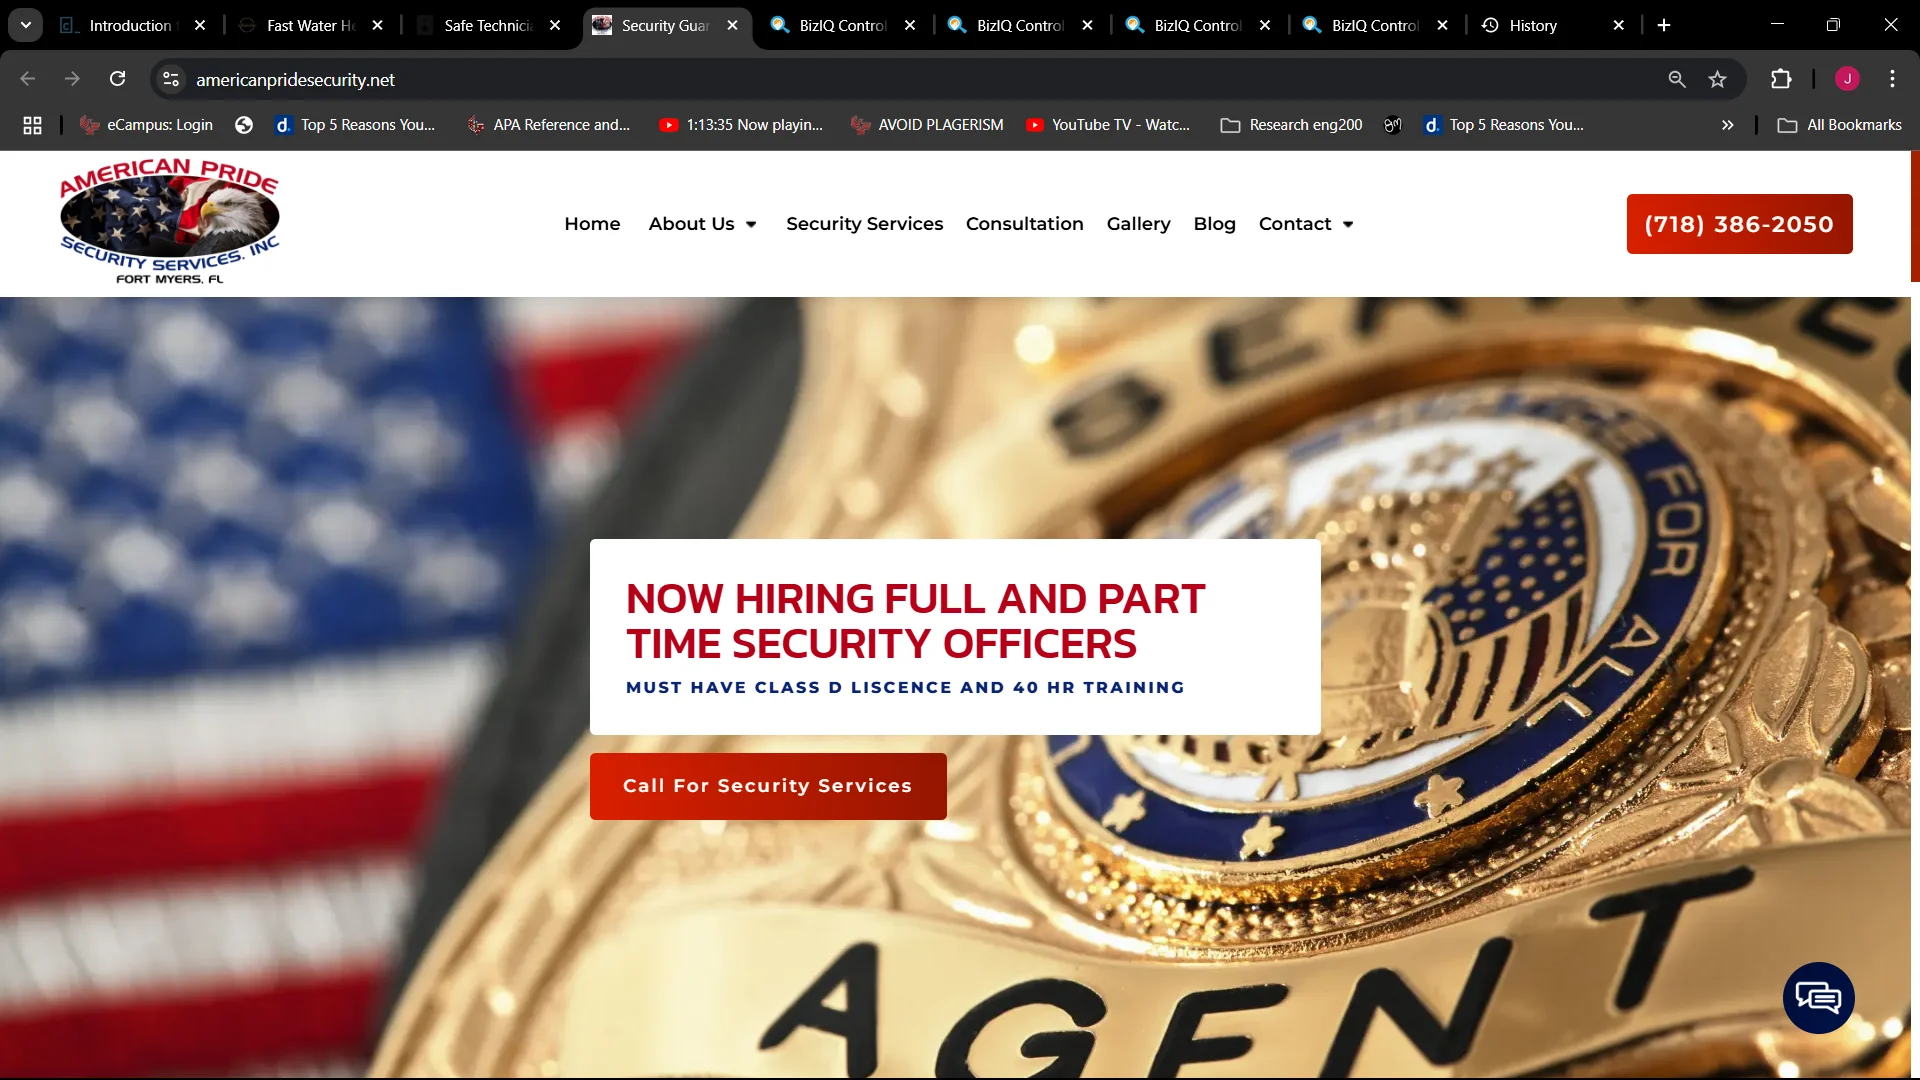 Introduction
Fast Water He
Safe Technicia
Security Guar
BizIQ Control
BizIQ Control
BizIQ Control
BizIQ Control
History
americanpridesecurity.net
J
eCampus: Login
Top 5 Reasons You...
APA Reference and...
1:13:35 Now playin...
AVOID PLAGERISM
YouTube TV - Watc...
Research eng200
Top 5 Reasons You...
All Bookmarks
AMERICAN PRIDE
SECURITY SERVICES, INC
FORT MYERS, FL
Home
About Us
Security Services
Consultation
Gallery
Blog
Contact
(718) 386-2050
NOW HIRING FULL AND PART
TIME SECURITY OFFICERS
MUST HAVE CLASS D LISCENCE AND 40 HR TRAINING
Call For Security Services
FOR ALL
AGENT